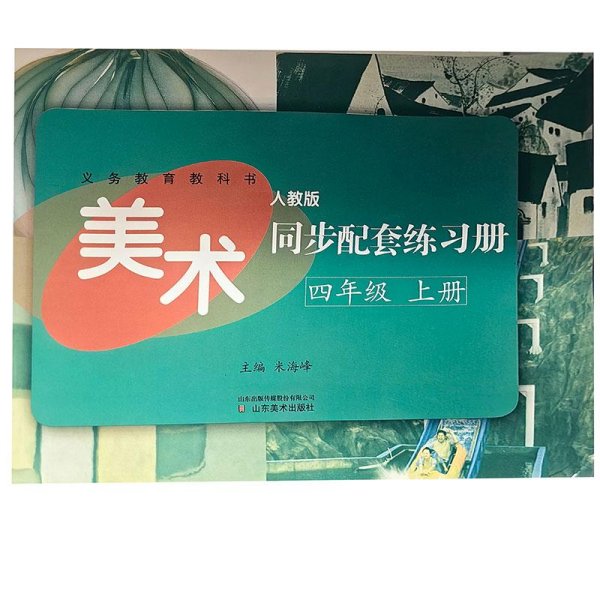 义务教育教科书
美术
人教版
同步配套练习册
四年级 上册
主编 米海峰
山东出版传媒股份有限公司
山东美术出版社